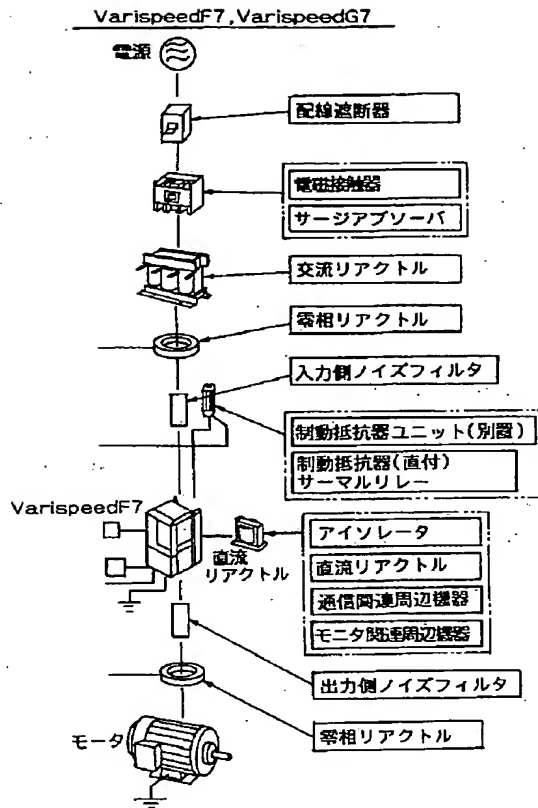 VarispeedF7,VarispeedG7
電源
配線遮断器
電磁接触器
サージアブソーバ
交流リアクトル
零相リアクトル
入力側ノイズフィルタ
制動抵抗器ユニット(別置)
制動抵抗器(直付)
サーマルリレー
VarispeedF7
アイソレータ
直流
リアクトル
直流リアクトル
通信関連周辺機器
モニタ関連周辺機器
出力側ノイズフィルタ
モータ
零相リアクトル